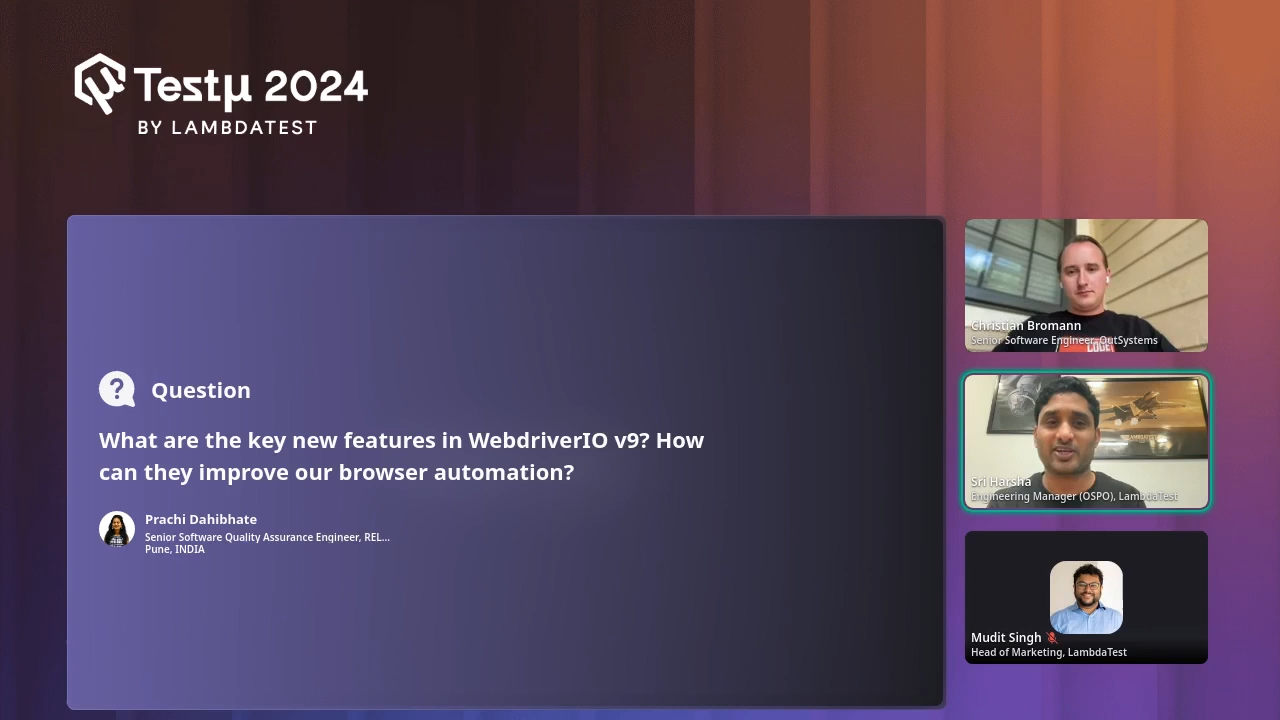 Testμ 2024
BY LAMBDATEST
Question
What are the key new features in WebdriverIO v9? How
can they improve our browser automation?
Prachi Dahibhate
Senior Software Quality Assurance Engineer, REL...
Pune, INDIA
Christian Bromann
Senior Software Engineer, OutSystems
Sri Harsha
Engineering Manager (OSPO), LambdaTest
Mudit Singh
Head of Marketing, LambdaTest